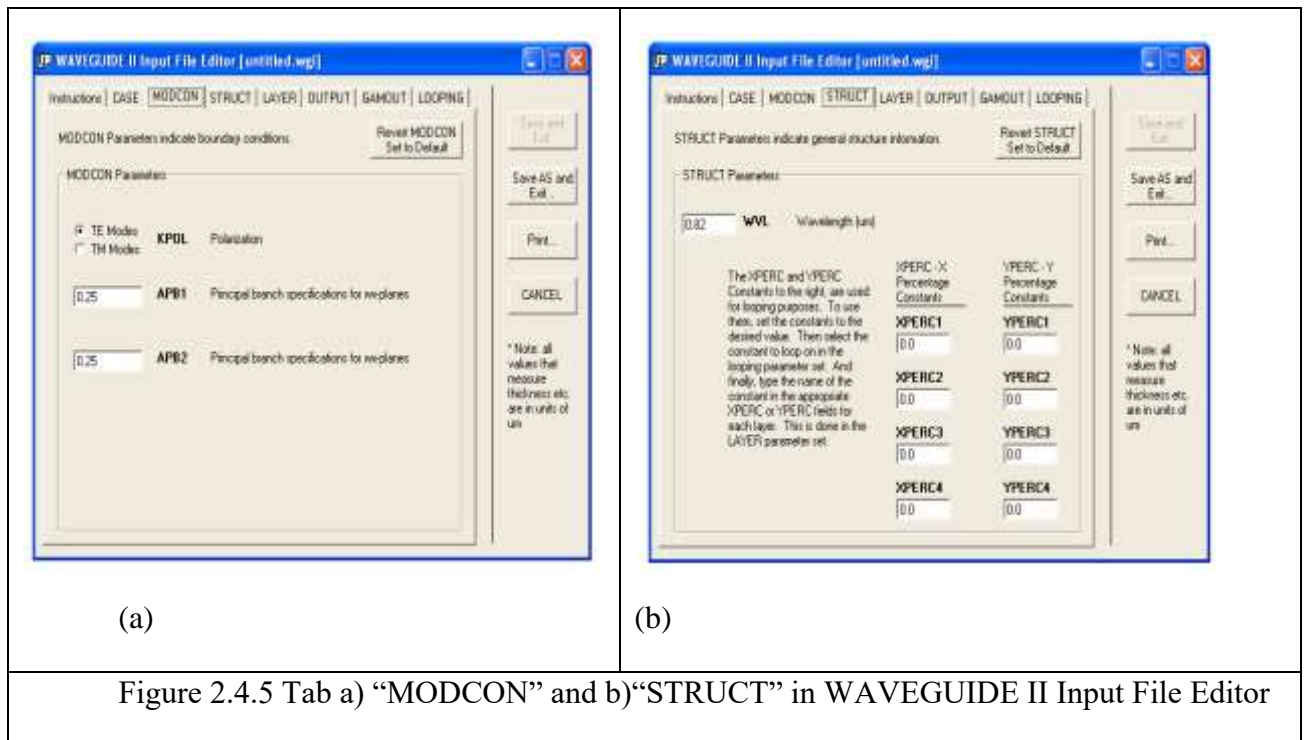 WAVEGUIDE II Input File Editor [untitled.wgl]
Instructions CASE MODCON STRUCT LAYER OUTPUT GAMOUT LOOPING
MODCON Parameters indicate boundary conditions.
Revert MODCON
Set to Default
MODCON Parameters
TE Modes
TM Modes
KPOL Polarization
0.25 APB1 Principal branch specifications for wv-planes
0.25 APB2 Principal branch specifications for wv-planes
Save and
Exit
Save AS and
Exit...
Print...
CANCEL
* Note: all
values that
measure
thickness etc.
are in units of
um
(a)
WAVEGUIDE II Input File Editor [untitled.wgl]
Instructions CASE MODCON STRUCT LAYER OUTPUT GAMOUT LOOPING
STRUCT Parameters indicate general structure information.
Revert STRUCT
Set to Default
STRUCT Parameters
0.82 WVL Wavelength [um]
The XPERC and YPERC
Constants to the right, are used
for looping purposes. To use
them, set the constants to the
desired value. Then select the
constant to loop on in the
looping parameter set. And
finally, type the name of the
constant in the appropriate
XPERC or YPERC fields for
each layer. This is done in the
LAYER parameter set.
XPERC - X
Percentage
Constants
XPERC1
0.0
XPERC2
0.0
XPERC3
0.0
XPERC4
0.0
YPERC - Y
Percentage
Constants
YPERC1
0.0
YPERC2
0.0
YPERC3
0.0
YPERC4
0.0
Save and
Exit
Save AS and
Exit...
Print...
CANCEL
* Note: all
values that
measure
thickness etc.
are in units of
um
(b)
Figure 2.4.5 Tab a) “MODCON” and b)“STRUCT” in WAVEGUIDE II Input File Editor